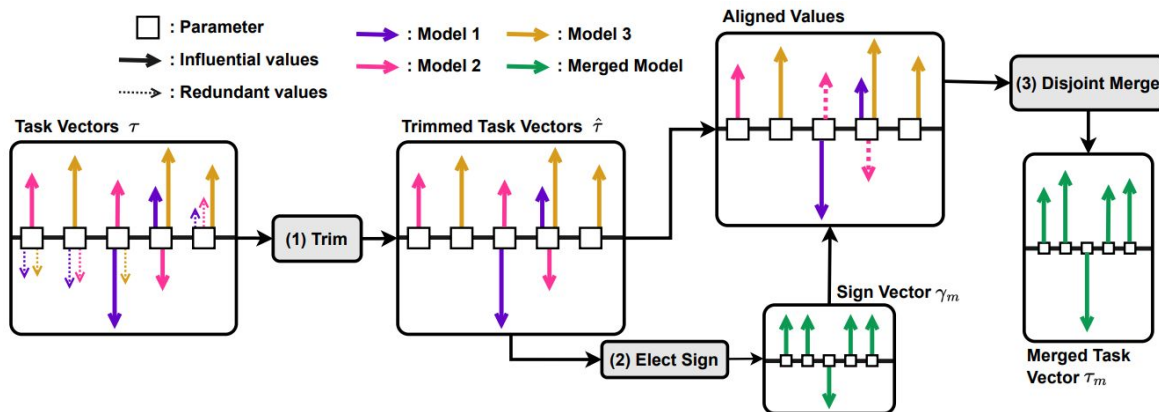 : Parameter
: Influential values
: Redundant values
: Model 1
: Model 2
: Model 3
: Merged Model
Task Vectors τ
(1) Trim
Trimmed Task Vectors τ̂
(2) Elect Sign
Sign Vector γₘ
Aligned Values
(3) Disjoint Merge
Merged Task
Vector τₘ